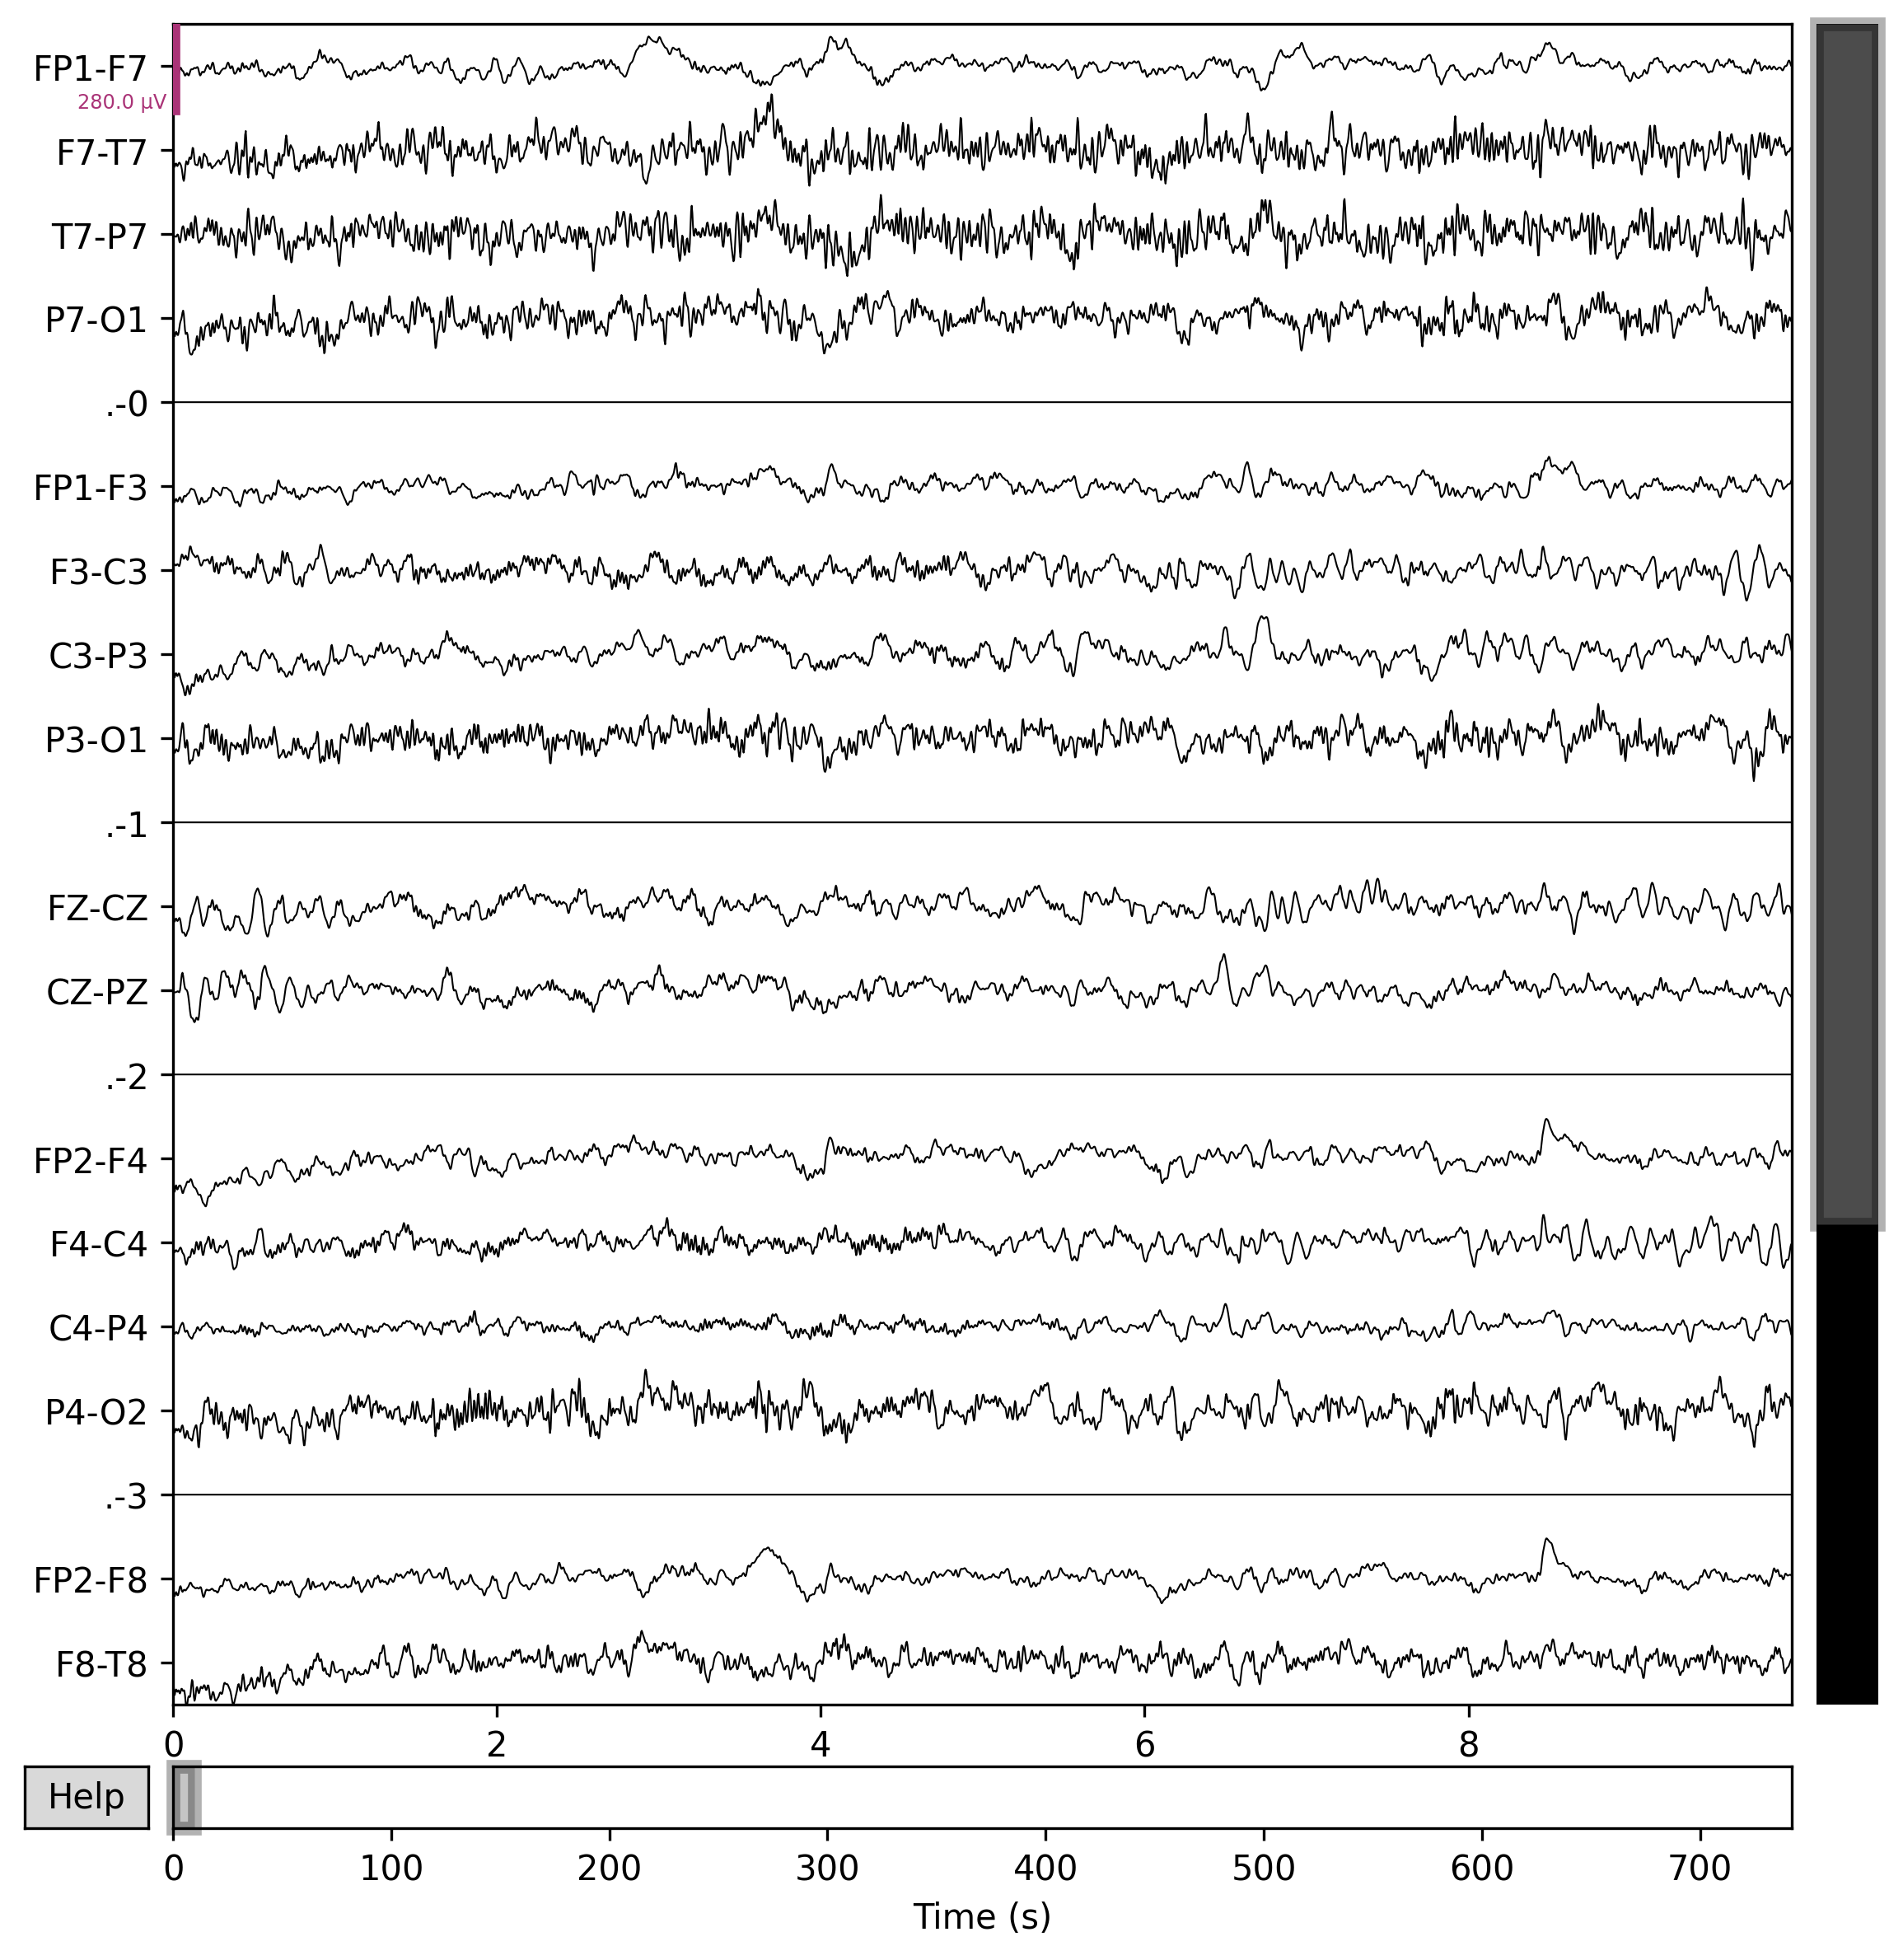 FP1-F7
280.0 µV
F7-T7
T7-P7
P7-O1
.-0
FP1-F3
F3-C3
C3-P3
P3-O1
.-1
FZ-CZ
CZ-PZ
.-2
FP2-F4
F4-C4
C4-P4
P4-O2
.-3
FP2-F8
F8-T8
0 2 4 6 8
Help
0 100 200 300 400 500 600 700
Time (s)